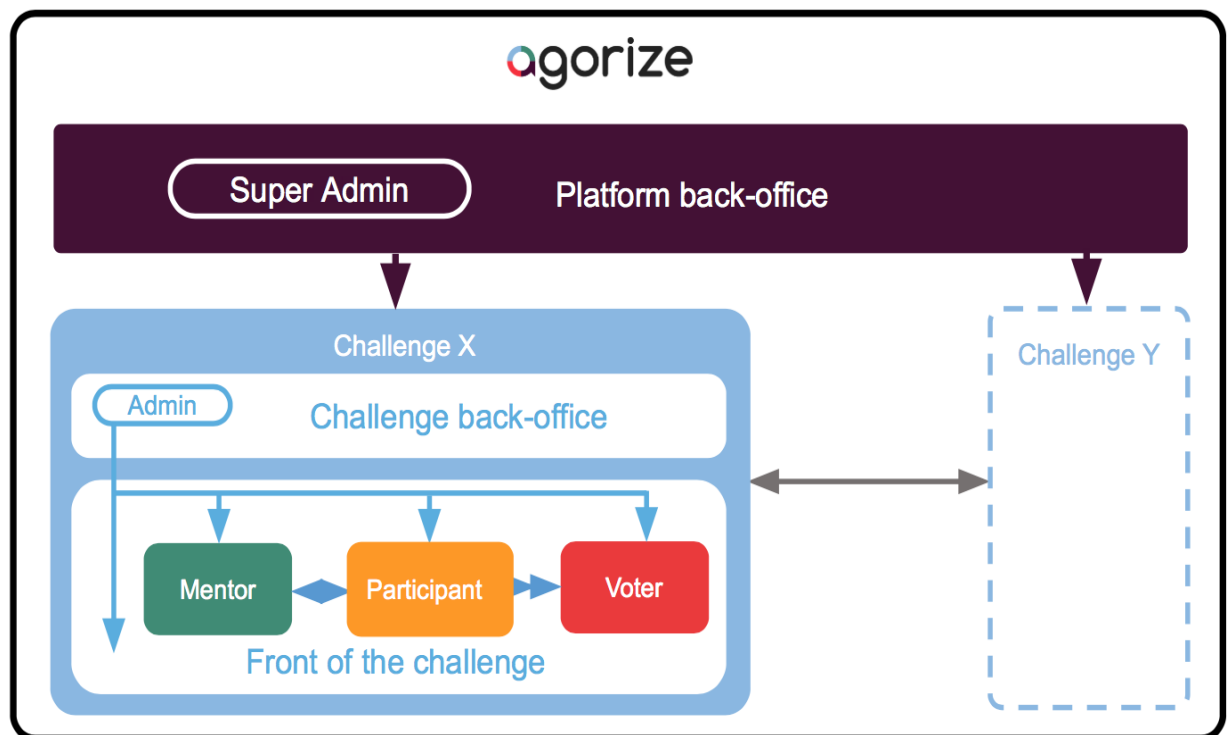 agorize
Super Admin
Platform back-office
Challenge X
Challenge Y
Admin
Challenge back-office
Mentor
Participant
Voter
Front of the challenge